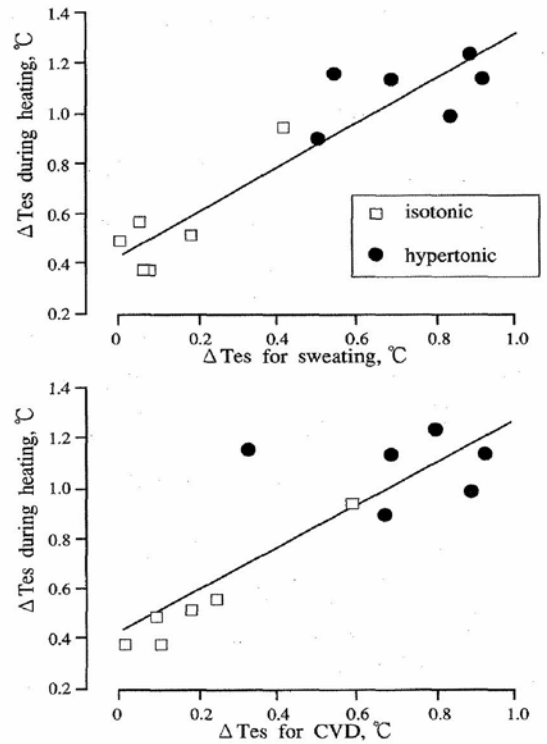 1.4
1.2
1.0
0.8
0.6
0.4
0.2
ΔTes during heating, ℃
□ isotonic
● hypertonic
0 0.2 0.4 0.6 0.8 1.0
ΔTes for sweating, ℃
1.4
1.2
1.0
0.8
0.6
0.4
0.2
ΔTes during heating, ℃
0 0.2 0.4 0.6 0.8 1.0
ΔTes for CVD, ℃